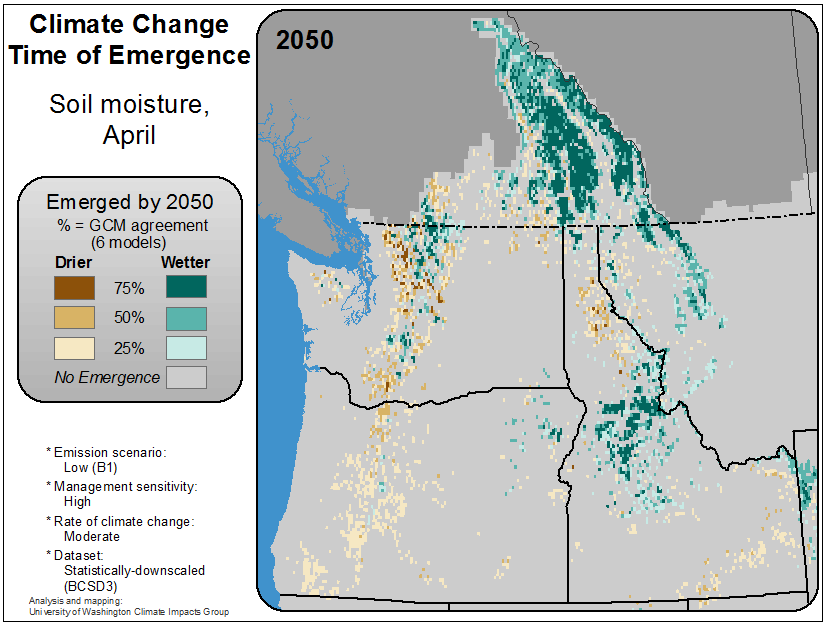 Climate Change
Time of Emergence
Soil moisture,
April
Emerged by 2050
% = GCM agreement
(6 models)
Drier Wetter
75%
50%
25%
No Emergence
* Emission scenario:
Low (B1)
* Management sensitivity:
High
* Rate of climate change:
Moderate
* Dataset:
Statistically-downscaled
(BCSD3)
Analysis and mapping:
University of Washington Climate Impacts Group
2050